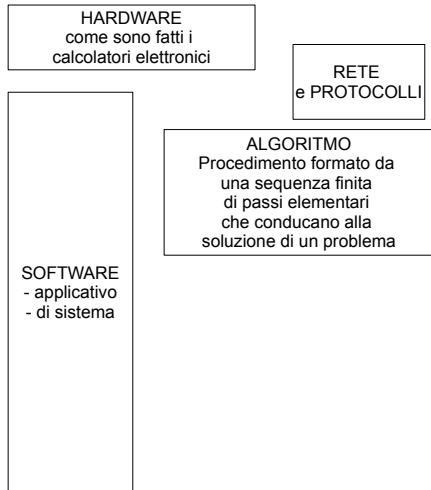 HARDWARE
come sono fatti i
calcolatori elettronici
RETE
e PROTOCOLLI
ALGORITMO
Procedimento formato da
una sequenza finita
di passi elementari
che conducano alla
soluzione di un problema
SOFTWARE
- applicativo
- di sistema